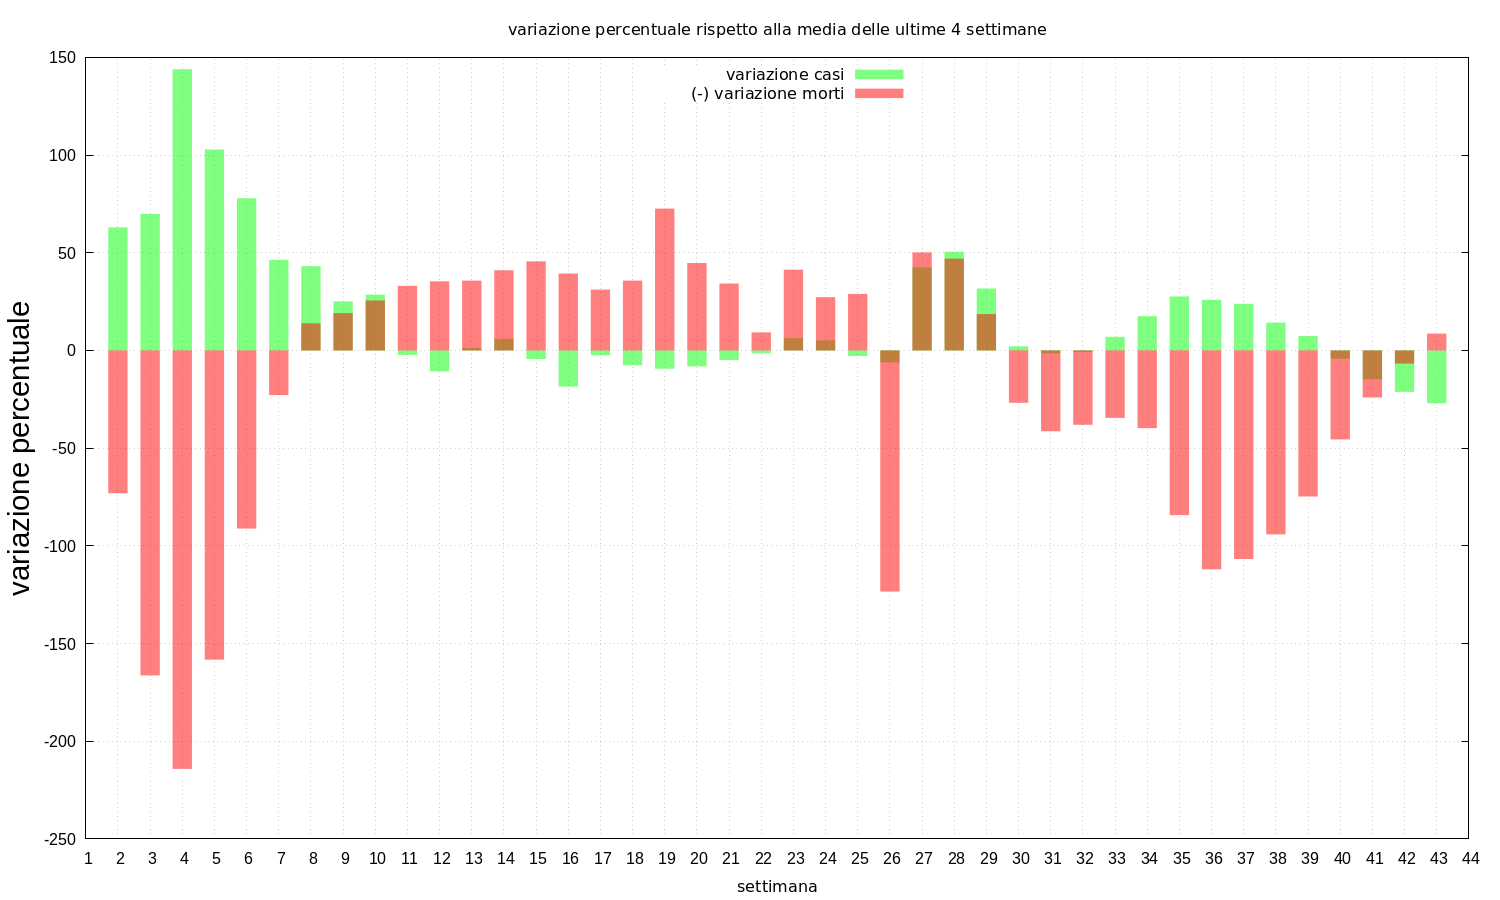 variazione percentuale rispetto alla media delle ultime 4 settimane
variazione casi
(-) variazione morti
variazione percentuale
150
100
50
0
-50
-100
-150
-200
-250
1 2 3 4 5 6 7 8 9 10 11 12 13 14 15 16 17 18 19 20 21 22 23 24 25 26 27 28 29 30 31 32 33 34 35 36 37 38 39 40 41 42 43 44
settimana